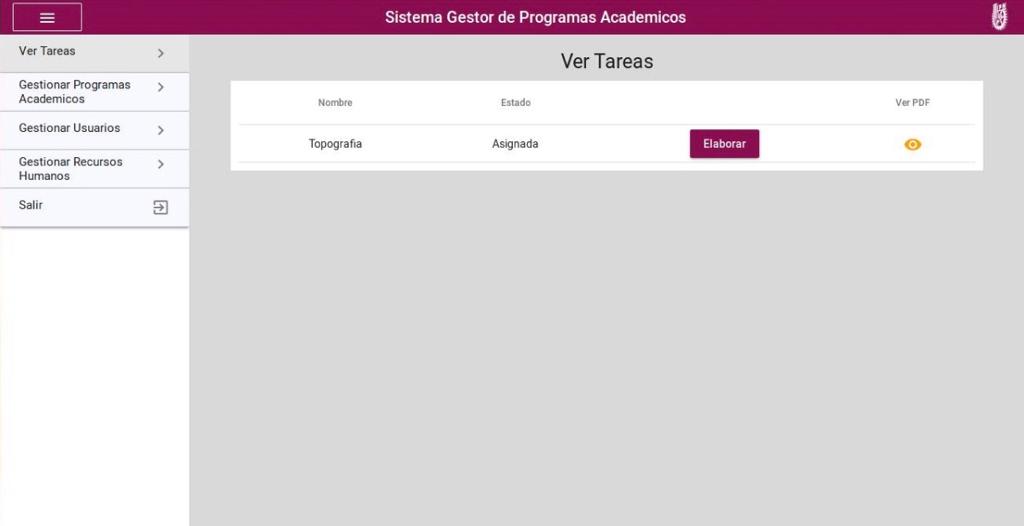 Sistema Gestor de Programas Academicos
Ver Tareas
Gestionar Programas
Academicos
Gestionar Usuarios
Gestionar Recursos
Humanos
Salir
Ver Tareas
Nombre Estado Ver PDF
Topografia Asignada Elaborar